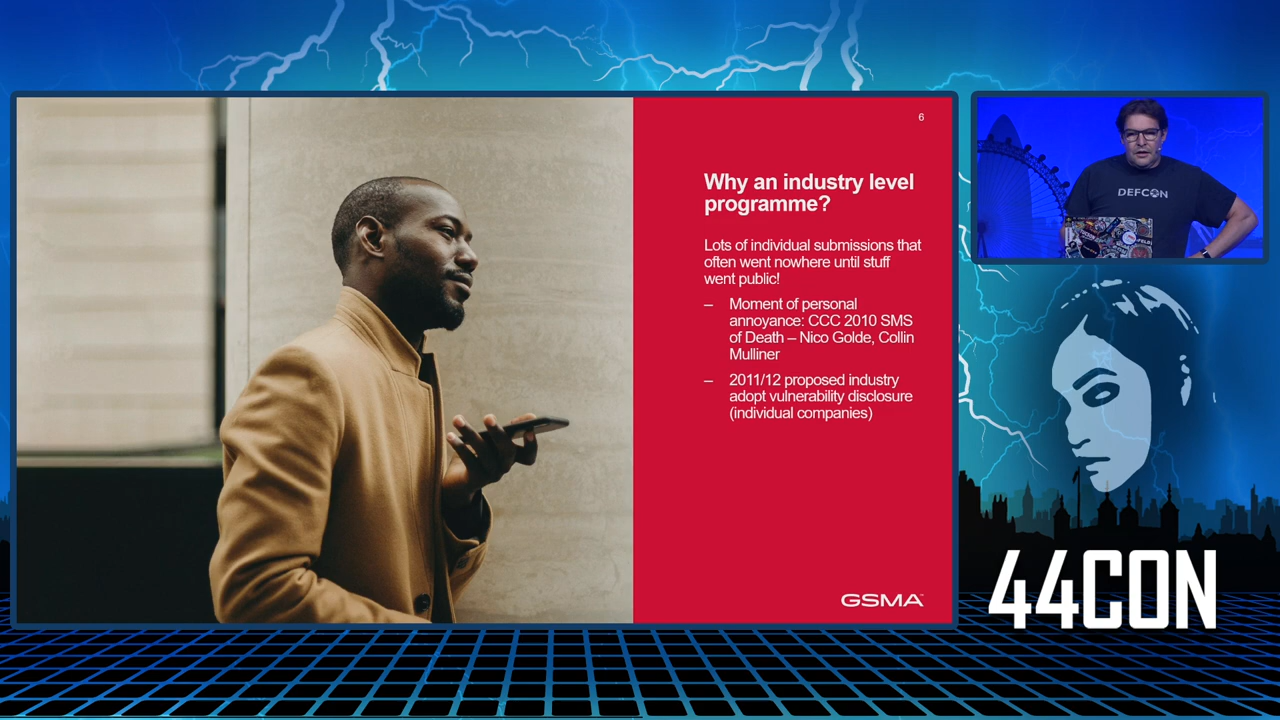 6
Why an industry level
programme?
Lots of individual submissions that
often went nowhere until stuff
went public!
– Moment of personal
annoyance: CCC 2010 SMS
of Death – Nico Golde, Collin
Mulliner
– 2011/12 proposed industry
adopt vulnerability disclosure
(individual companies)
GSMA
DEFCON
44CON